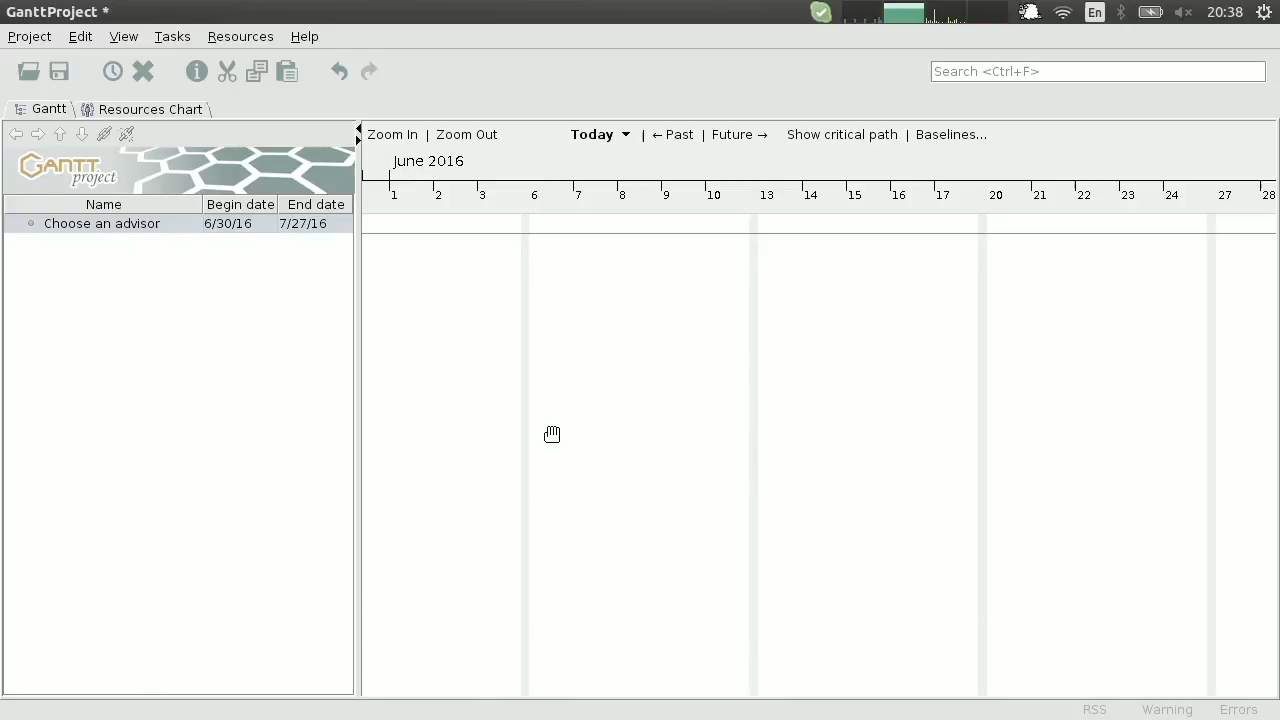 GanttProject *
En
20:38
Project Edit View Tasks Resources Help
Search <Ctrl+F>
Gantt
Resources Chart
Zoom In | Zoom Out
Today
| ← Past | Future → Show critical path | Baselines...
GANTT
project
June 2016
1 2 3 6 7 8 9 10 13 14 15 16 17 20 21 22 23 24 27 28
Name Begin date End date
Choose an advisor 6/30/16 7/27/16
RSS Warning Errors